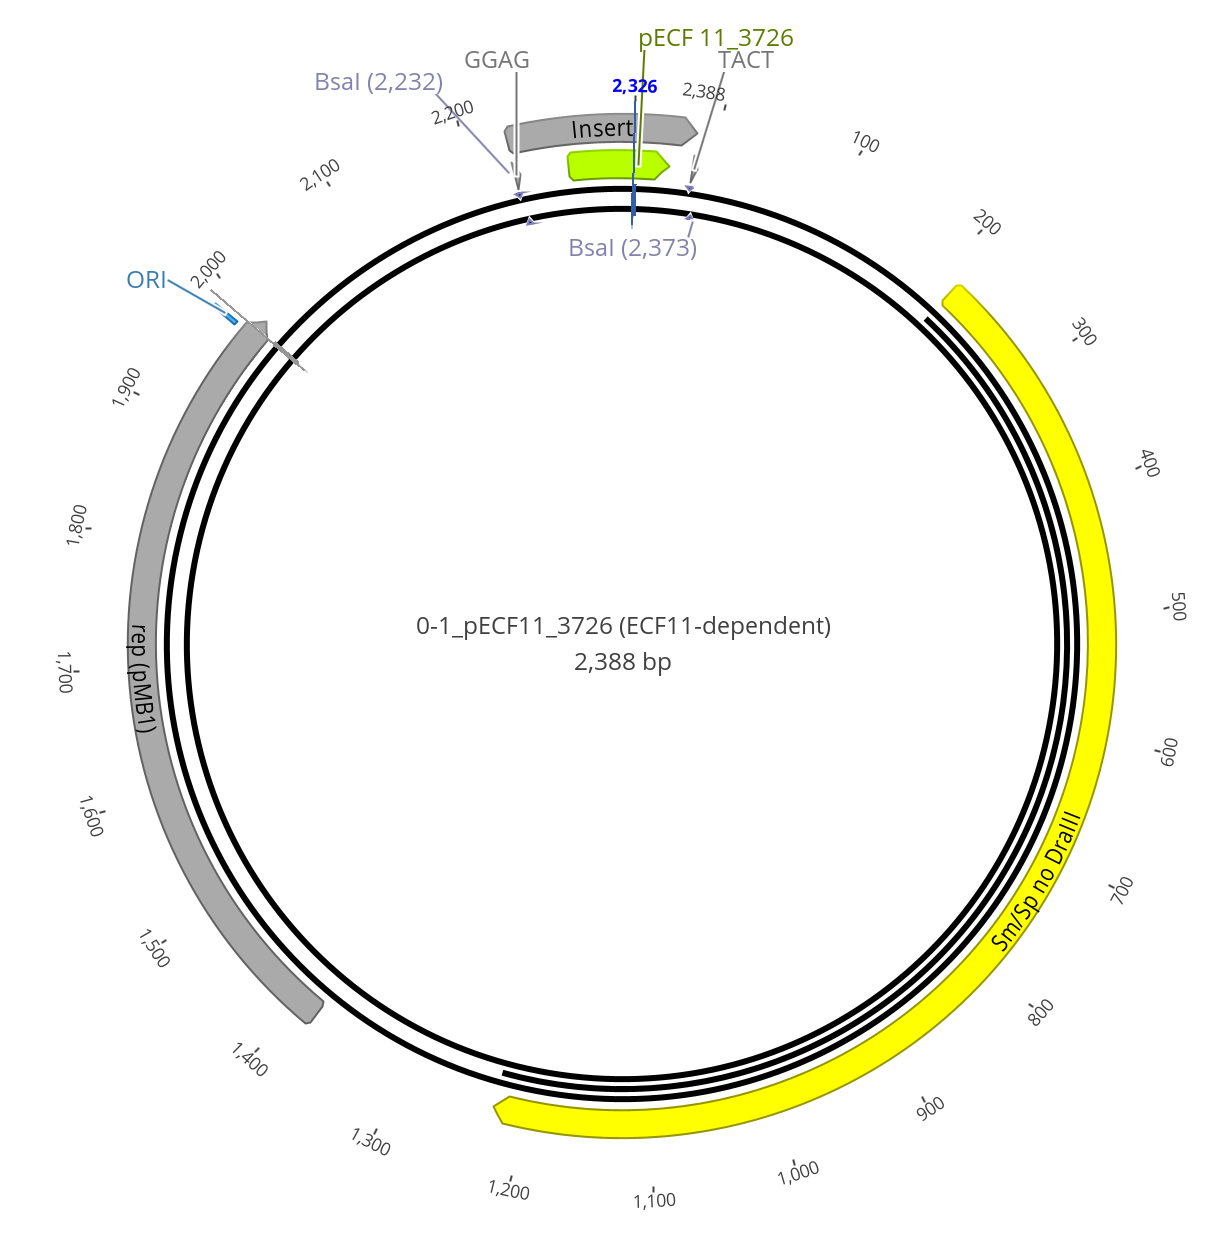 pECF 11_3726
GGAG
TACT
BsaI (2,232)
2,326
2,388
2,200
Insert
100
2,100
200
BsaI (2,373)
2,000
ORI
300
1,900
400
1,800
500
0-1_pECF11_3726 (ECF11-dependent)
2,388 bp
1,700
rep (pMB1)
600
1,600
Sm/Sp no DraIII
700
1,500
800
1,400
900
1,300
1,000
1,200
1,100